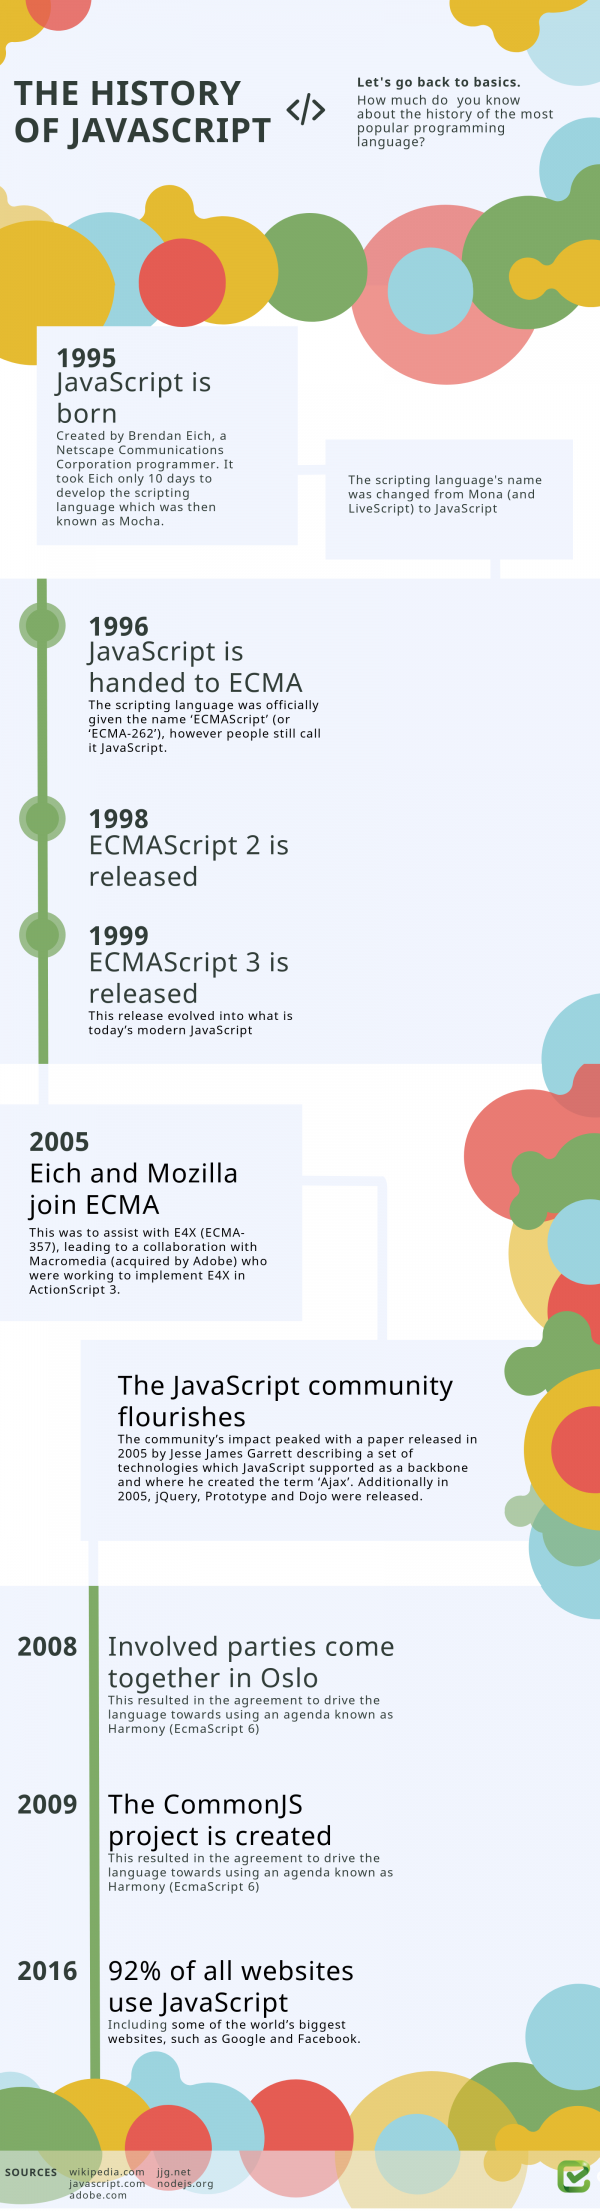 THE HISTORY
OF JAVASCRIPT
</>
Let's go back to basics.
How much do you know
about the history of the most
popular programming
language?
1995
JavaScript is
born
Created by Brendan Eich, a
Netscape Communications
Corporation programmer. It
took Eich only 10 days to
develop the scripting
language which was then
known as Mocha.
The scripting language's name
was changed from Mona (and
LiveScript) to JavaScript
1996
JavaScript is
handed to ECMA
The scripting language was officially
given the name ‘ECMAScript’ (or
‘ECMA-262’), however people still call
it JavaScript.
1998
ECMAScript 2 is
released
1999
ECMAScript 3 is
released
This release evolved into what is
today’s modern JavaScript
2005
Eich and Mozilla
join ECMA
This was to assist with E4X (ECMA-
357), leading to a collaboration with
Macromedia (acquired by Adobe) who
were working to implement E4X in
ActionScript 3.
The JavaScript community
flourishes
The community’s impact peaked with a paper released in
2005 by Jesse James Garrett describing a set of
technologies which JavaScript supported as a backbone
and where he created the term ‘Ajax’. Additionally in
2005, jQuery, Prototype and Dojo were released.
2008
Involved parties come
together in Oslo
This resulted in the agreement to drive the
language towards using an agenda known as
Harmony (EcmaScript 6)
2009
The CommonJS
project is created
This resulted in the agreement to drive the
language towards using an agenda known as
Harmony (EcmaScript 6)
2016
92% of all websites
use JavaScript
Including some of the world’s biggest
websites, such as Google and Facebook.
SOURCES
wikipedia.com
javascript.com
adobe.com
jjg.net
nodejs.org